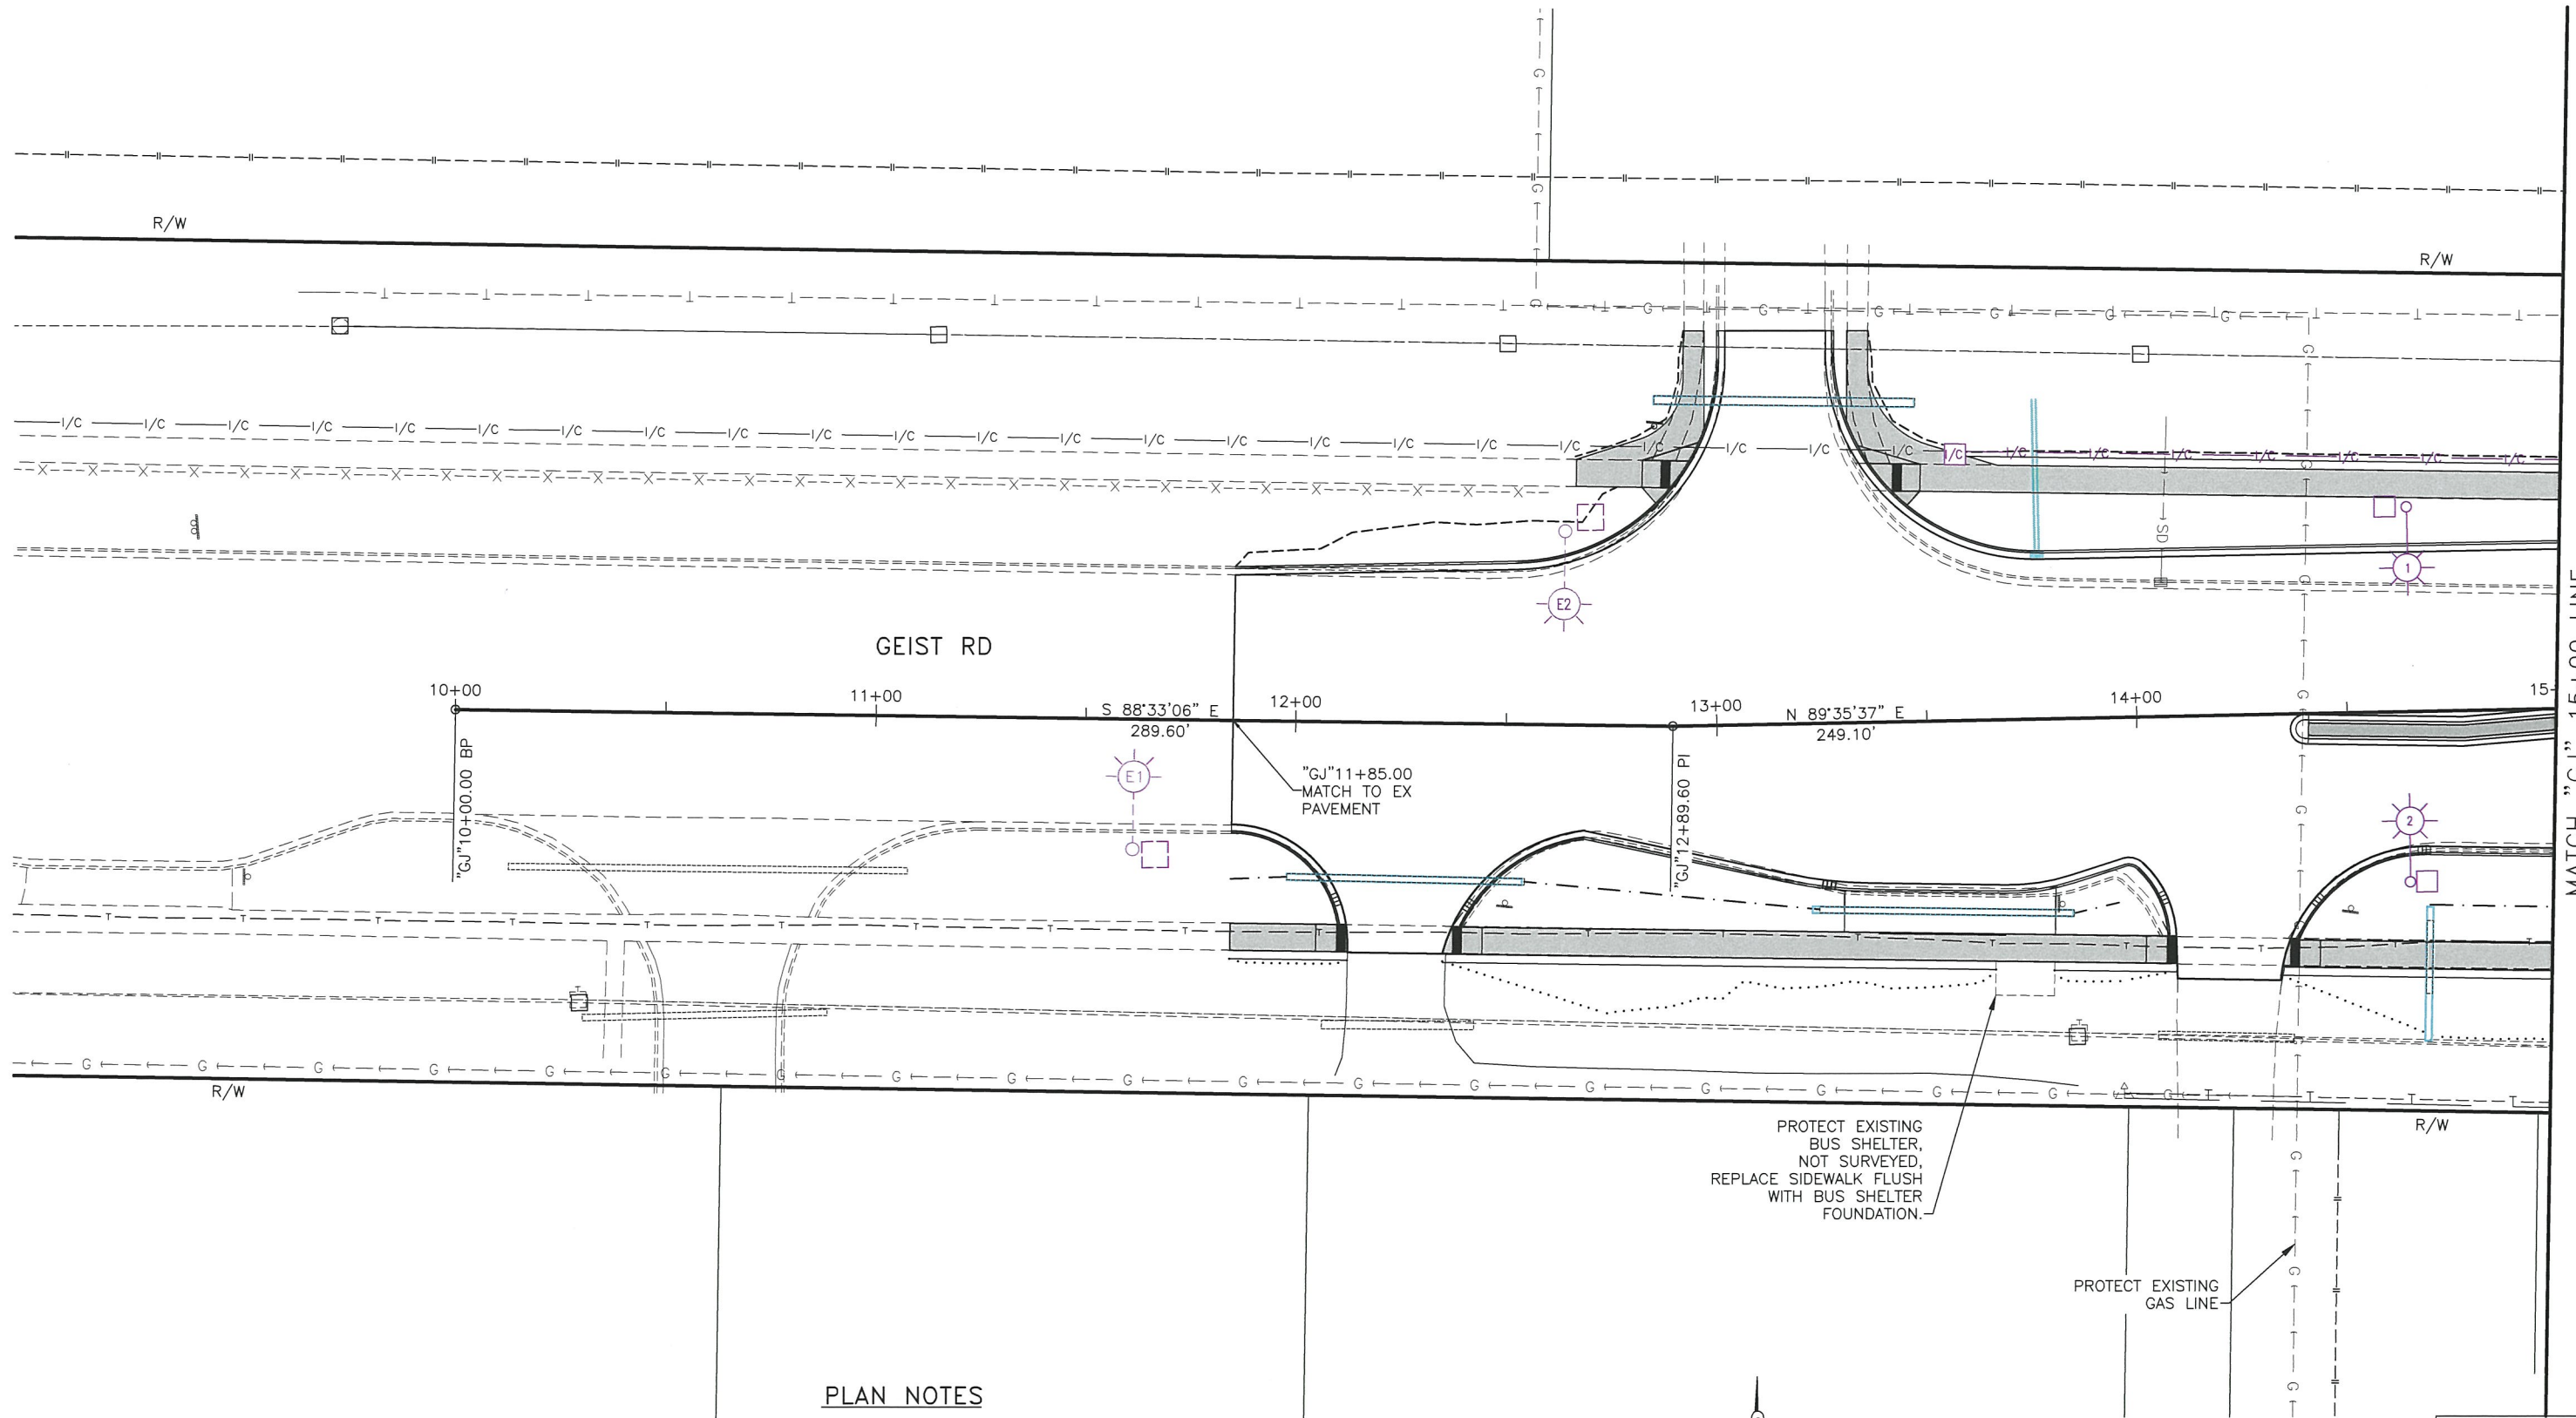 R/W
R/W
GEIST RD
E2
1
10+00
11+00
12+00
13+00
14+00
15-
S 88°33'06" E
289.60'
N 89°35'37" E
249.10'
"GJ"10+00.00 BP
E1
"GJ"11+85.00
MATCH TO EX
PAVEMENT
"GJ"12+89.60 PI
2
MATCH "GJ" 15+00 LINE
I/C I/C I/C I/C I/C I/C I/C
SD
G G G G G G G
T T T T T T T
R/W
R/W
PROTECT EXISTING
BUS SHELTER,
NOT SURVEYED,
REPLACE SIDEWALK FLUSH
WITH BUS SHELTER
FOUNDATION.
PROTECT EXISTING
GAS LINE
PLAN NOTES